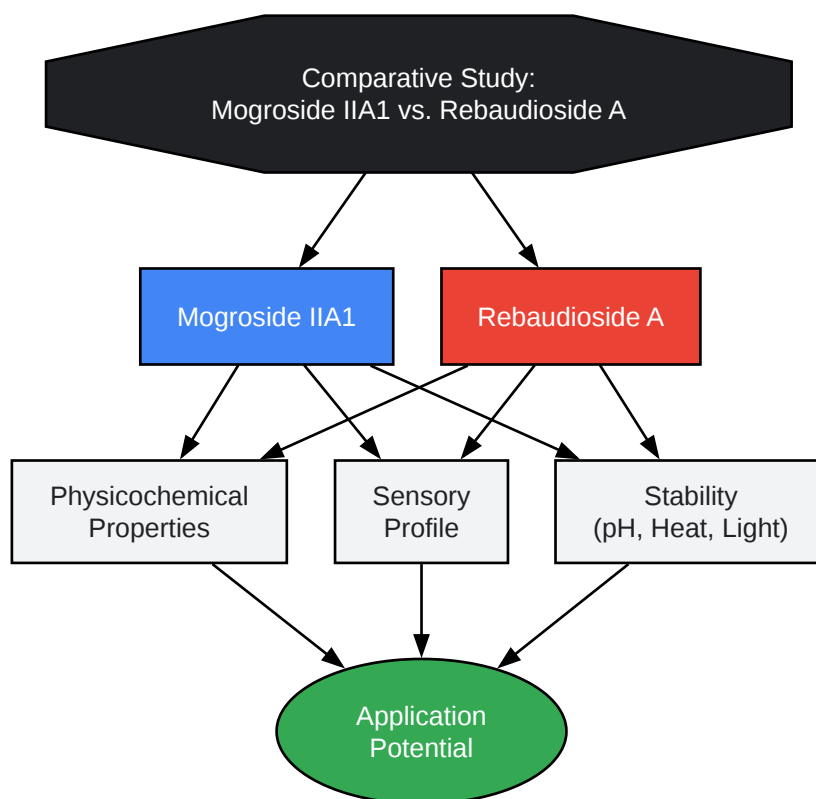 Comparative Study:
Mogroside IIA1 vs. Rebaudioside A
Mogroside IIA1
Rebaudioside A
Physicochemical
Properties
Sensory
Profile
Stability
(pH, Heat, Light)
Application
Potential